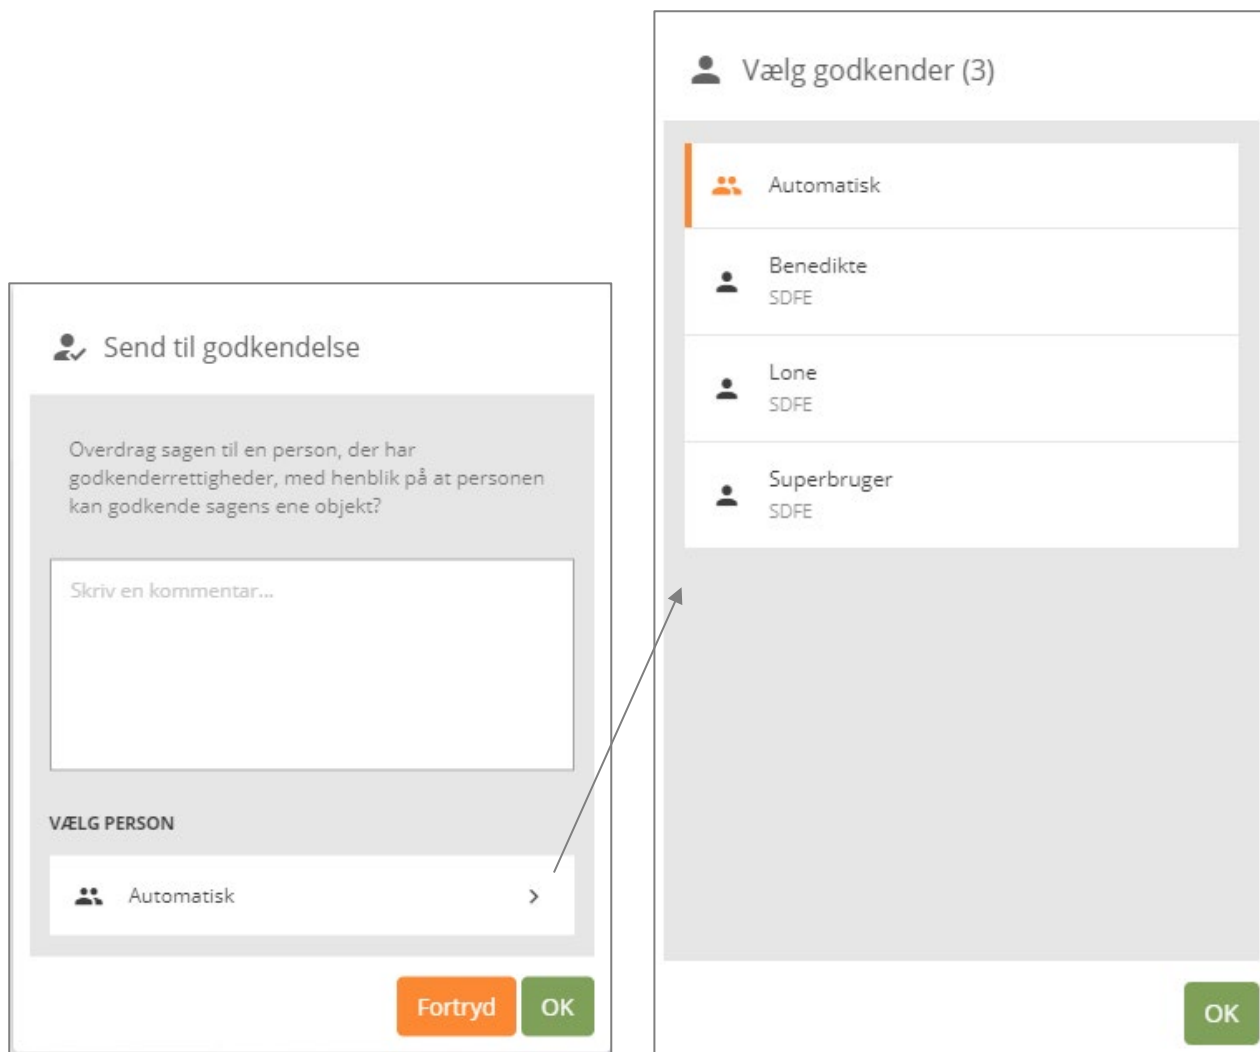 Send til godkendelse
Overdrag sagen til en person, der har
godkenderrettigheder, med henblik på at personen
kan godkende sagens ene objekt?
Skriv en kommentar...
VÆLG PERSON
Automatisk
Fortryd
OK
Vælg godkender (3)
Automatisk
Benedikte
SDFE
Lone
SDFE
Superbruger
SDFE
OK